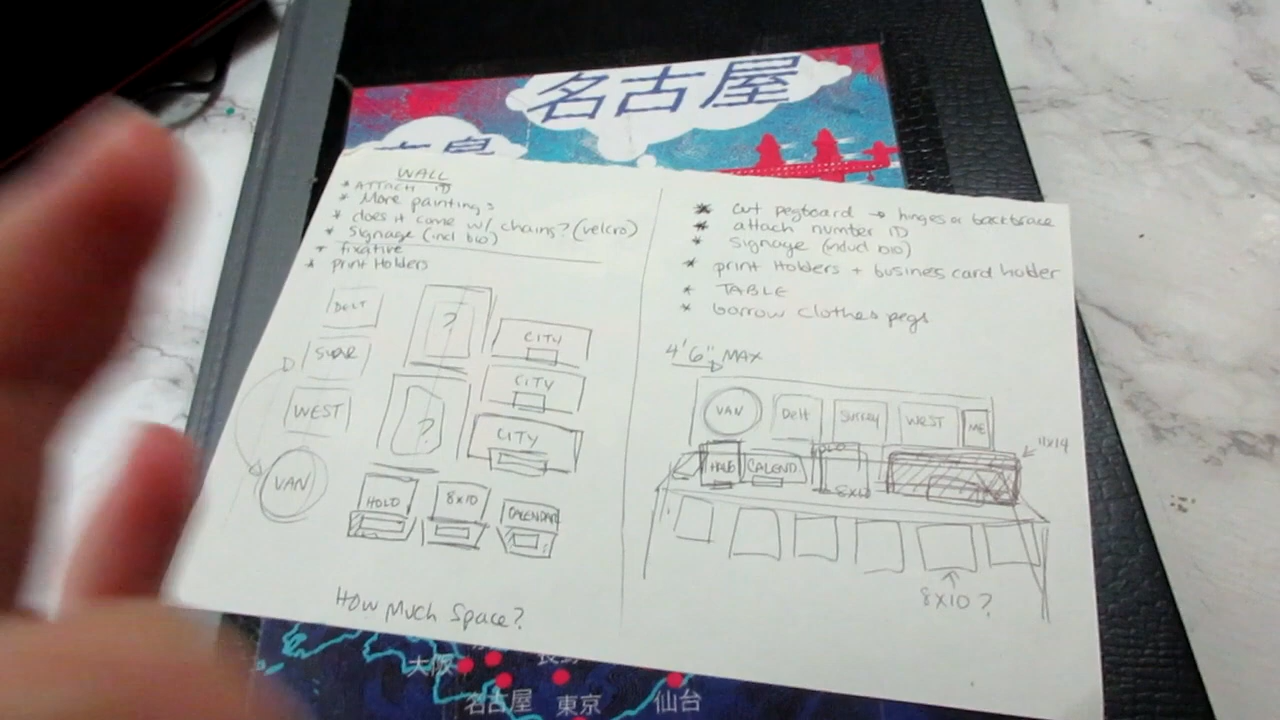 名古屋
WALL
* ATTACH ID
* More paintings
* does it come w/ chains? (velcro)
* Signage (incl bio)
* fixative
* print Holders
DELT
?
CITY
SURR
CITY
WEST
?
CITY
VAN
HOLO
8x10
CALENDAR
How Much Space?
* cut pegboard → hinges or backbrace
* attach number ID
* signage (includ bio)
* print Holders + business card holder
* TABLE
* borrow clothes pegs
4'6" MAX
VAN
Delt
Surrey
West
ME
11x14
CALEND.
8x10
8x10?
大阪
名古屋
東京
仙台